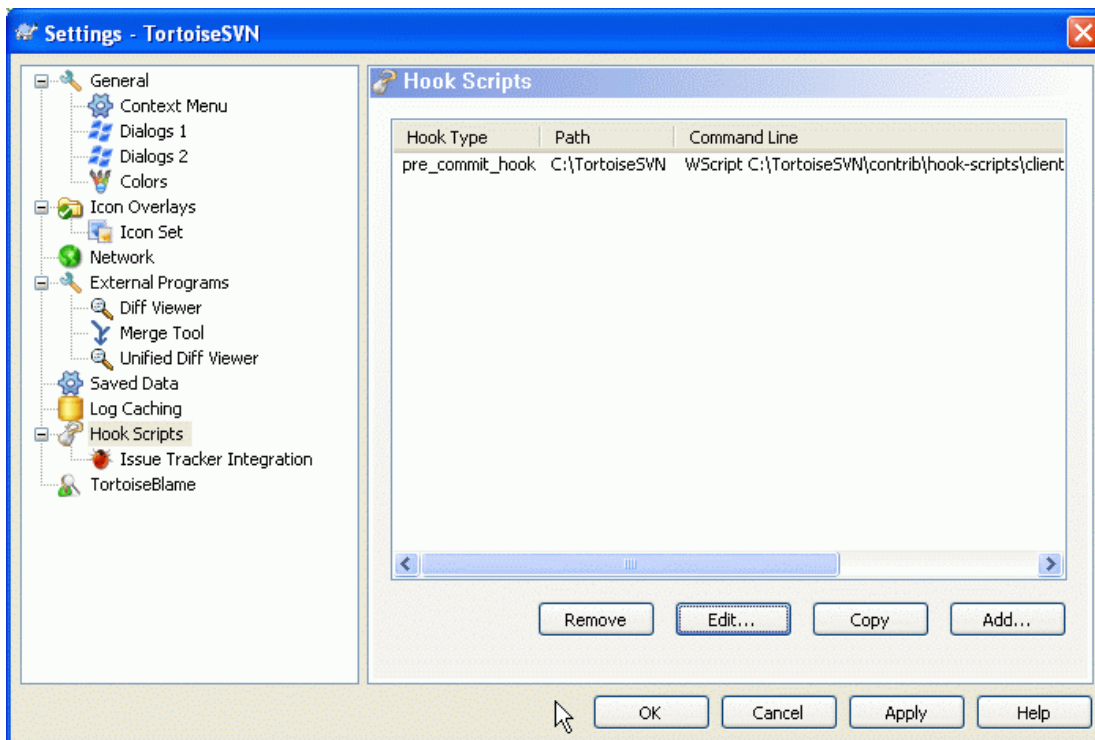 Settings - TortoiseSVN
General
Context Menu
Dialogs 1
Dialogs 2
Colors
Icon Overlays
Icon Set
Network
External Programs
Diff Viewer
Merge Tool
Unified Diff Viewer
Saved Data
Log Caching
Hook Scripts
Issue Tracker Integration
TortoiseBlame
Hook Scripts
Hook Type Path Command Line
pre_commit_hook C:\TortoiseSVN WScript C:\TortoiseSVN\contrib\hook-scripts\client
Remove Edit... Copy Add...
OK Cancel Apply Help